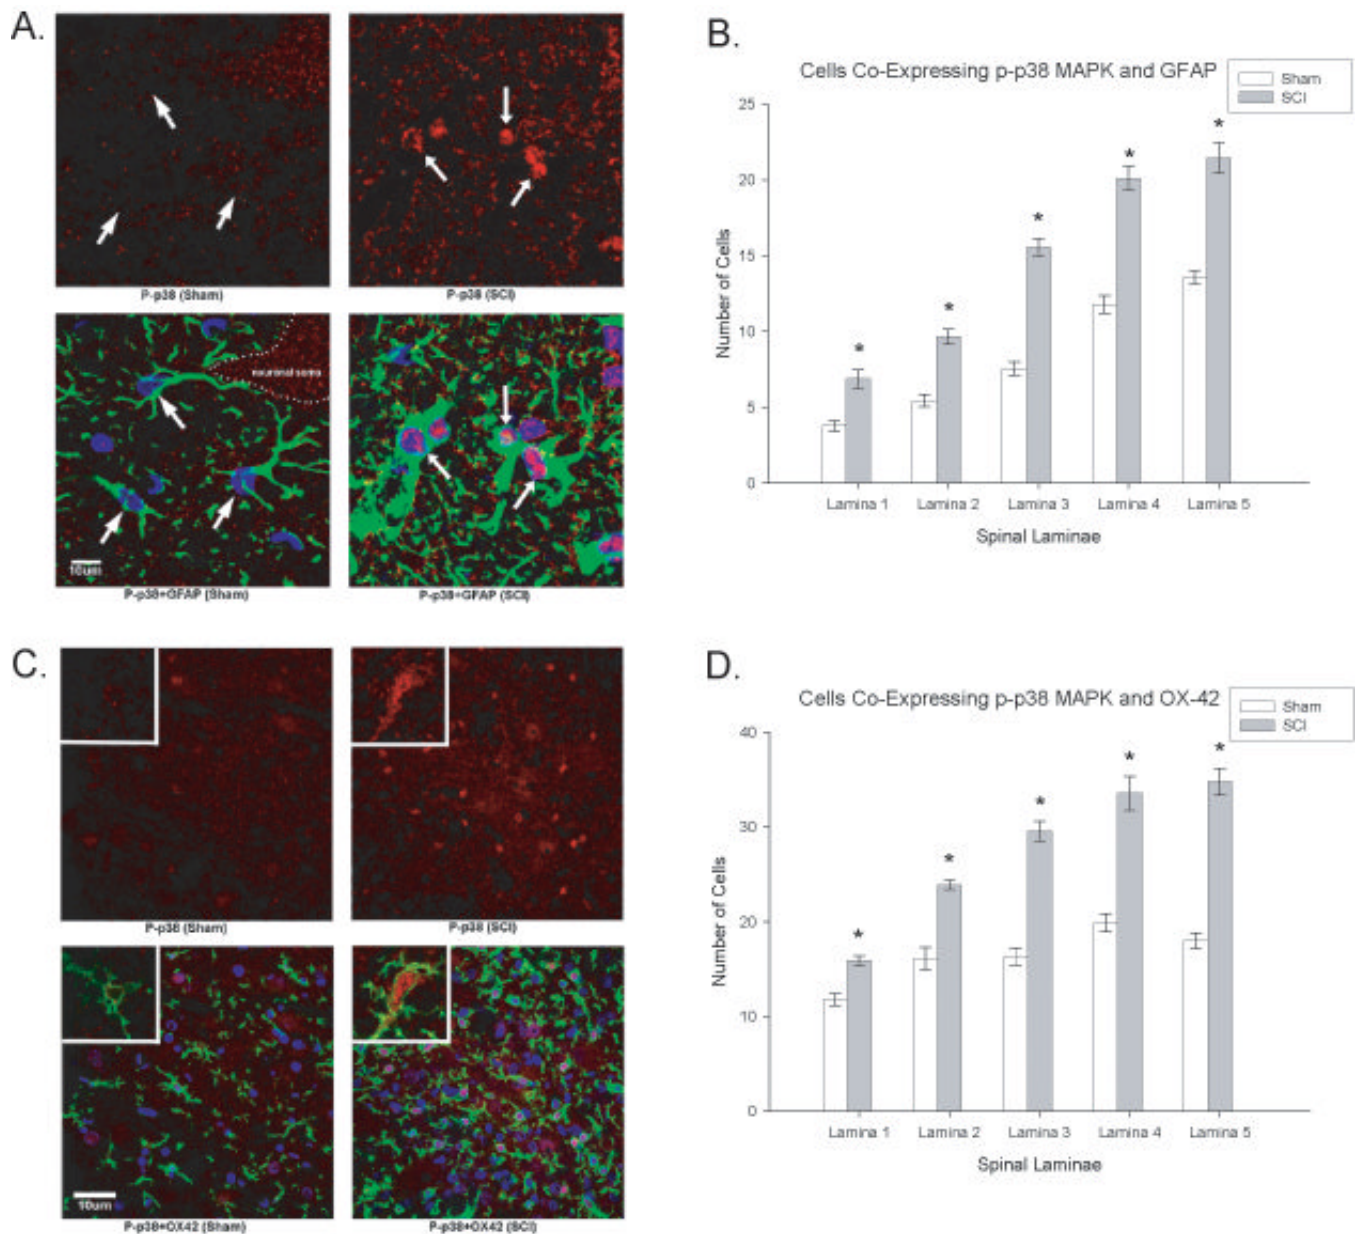 A.
P-p38 (Sham)
P-p38 (SCI)
neuronal soma
10um
P-p38+GFAP (Sham)
P-p38+GFAP (SCI)
B.
Cells Co-Expressing p-p38 MAPK and GFAP
Sham
SCI
25
20
15
10
5
0
Number of Cells
* * * * *
Lamina 1 Lamina 2 Lamina 3 Lamina 4 Lamina 5
Spinal Laminae
C.
P-p38 (Sham)
P-p38 (SCI)
10um
P-p38+OX42 (Sham)
P-p38+OX42 (SCI)
D.
Cells Co-Expressing p-p38 MAPK and OX-42
Sham
SCI
40
30
20
10
0
Number of Cells
* * * * *
Lamina 1 Lamina 2 Lamina 3 Lamina 4 Lamina 5
Spinal Laminae